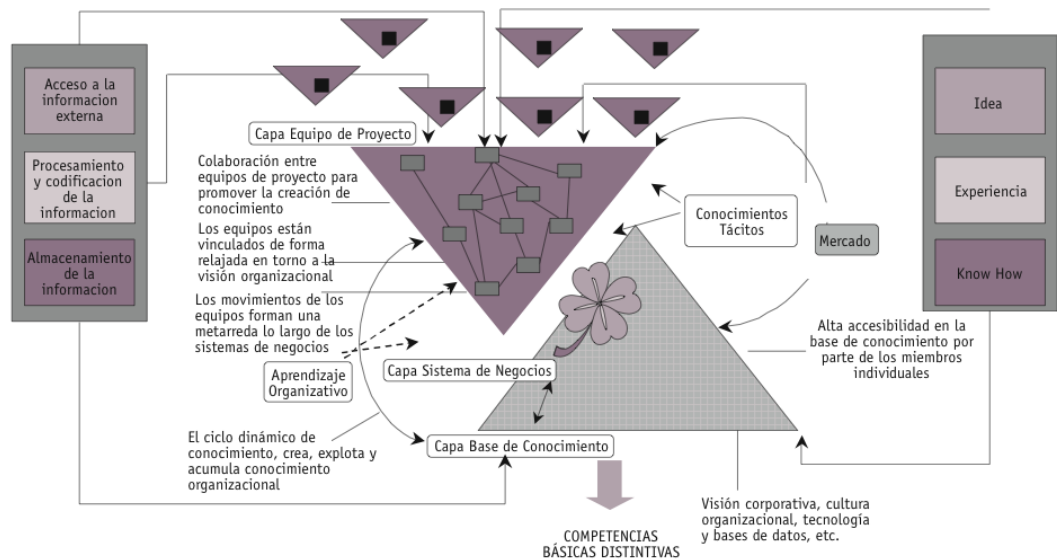 Acceso a la
informacion
externa
Procesamiento
y codificacion
de la
informacion
Almacenamiento
de la
informacion
Capa Equipo de Proyecto
Colaboración entre
equipos de proyecto para
promover la creación de
conocimiento
Los equipos están
vinculados de forma
relajada en torno a la
visión organizacional
Los movimientos de los
equipos forman una
metarreda lo largo de los
sistemas de negocios
Aprendizaje
Organizativo
Capa Sistema de Negocios
El ciclo dinámico de
conocimiento, crea, explota y
acumula conocimiento
organizacional
Capa Base de Conocimiento
COMPETENCIAS
BÁSICAS DISTINTIVAS
Conocimientos
Tácitos
Mercado
Alta accesibilidad en la
base de conocimiento por
parte de los miembros
individuales
Visión corporativa, cultura
organizacional, tecnología
y bases de datos, etc.
Idea
Experiencia
Know How